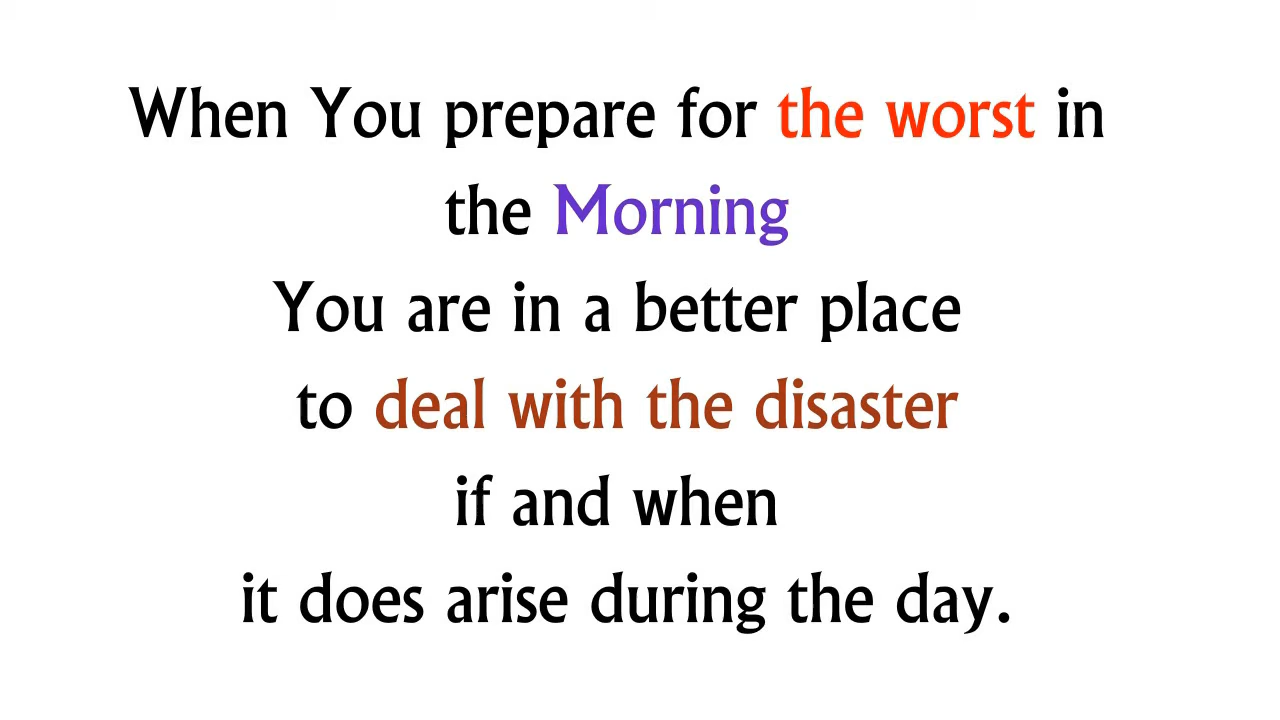 When You prepare for the worst in
the Morning
You are in a better place
to deal with the disaster
if and when
it does arise during the day.